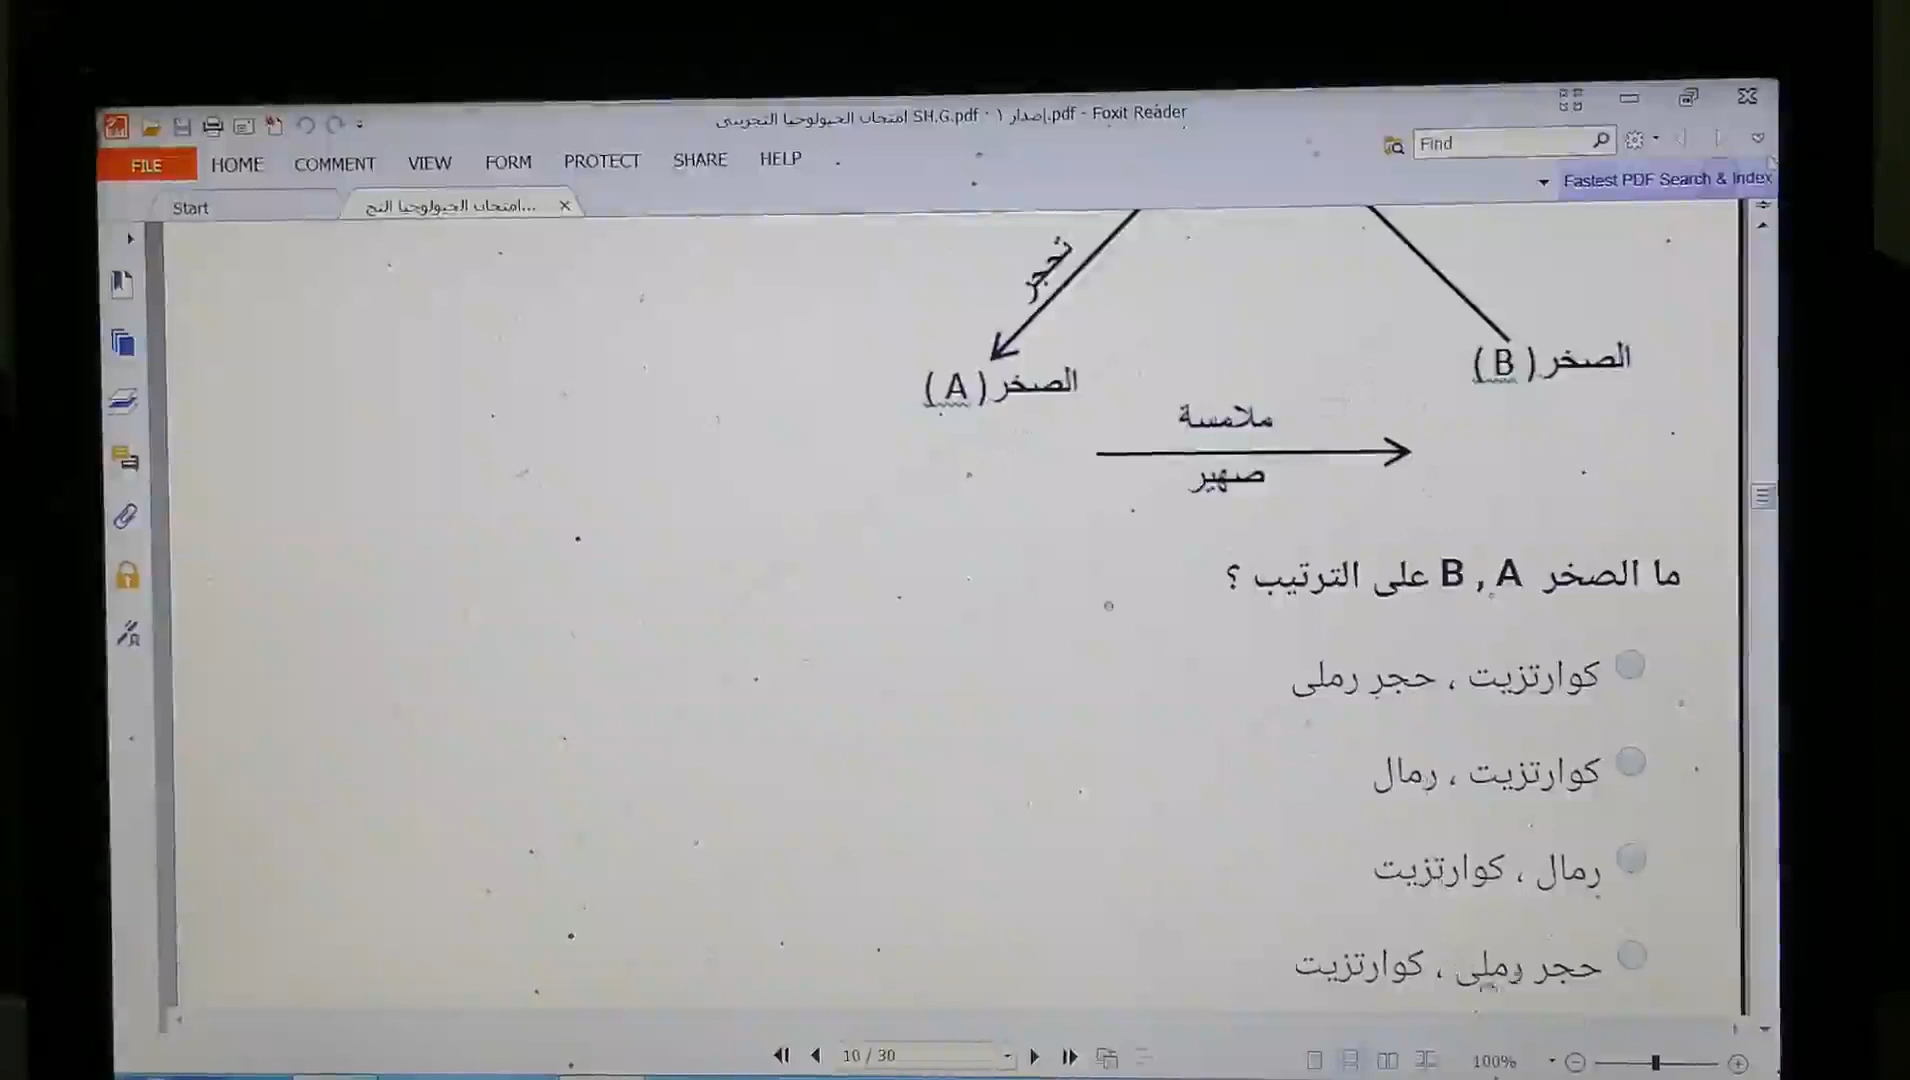 امتحان الجيولوجيا التجريبى SH.G.pdf · إصدار ١.pdf - Foxit Reader
FILE HOME COMMENT VIEW FORM PROTECT SHARE HELP
Find
Fastest PDF Search & Index
Start
امتحان الجيولوجيا التج...
تحجر
الصخر (B)
الصخر (A)
ملامسة
صهير
ما الصخر B , A على الترتيب ؟
كوارتزيت ، حجر رملى
كوارتزيت ، رمال
رمال ، كوارتزيت
حجر رملى ، كوارتزيت
10 / 30
100%